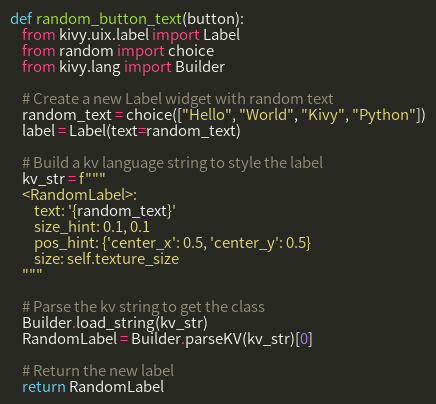 def random_button_text(button):
from kivy.uix.label import Label
from random import choice
from kivy.lang import Builder
# Create a new Label widget with random text
random_text = choice(["Hello", "World", "Kivy", "Python"])
label = Label(text=random_text)
# Build a kv language string to style the label
kv_str = f"""
<RandomLabel>:
text: '{random_text}'
size_hint: 0.1, 0.1
pos_hint: {'center_x': 0.5, 'center_y': 0.5}
size: self.texture_size
"""
# Parse the kv string to get the class
Builder.load_string(kv_str)
RandomLabel = Builder.parseKV(kv_str)[0]
# Return the new label
return RandomLabel